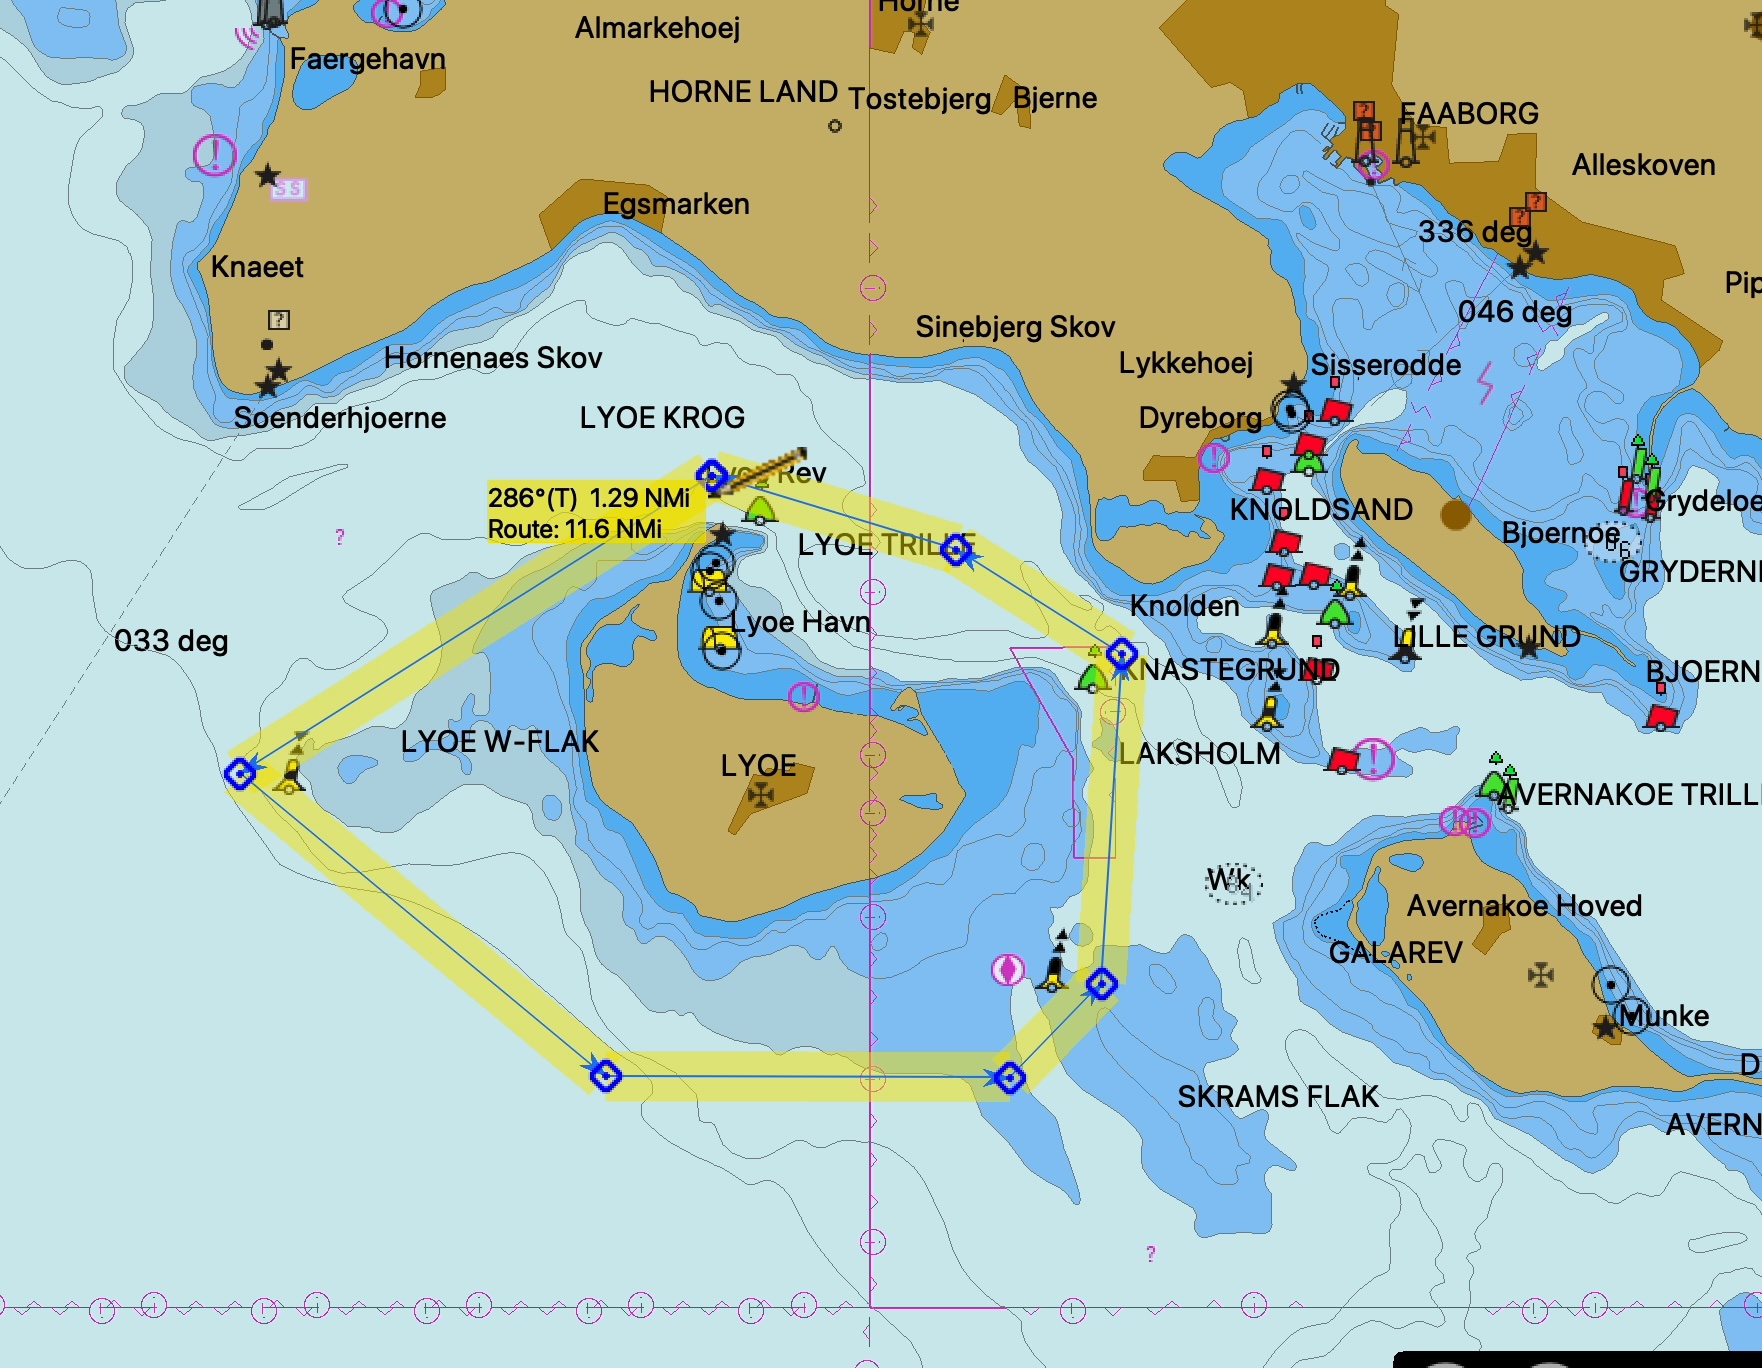 Horne
Almarkehoej
Faergehavn
HORNE LAND
Tostebjerg
Bjerne
FAABORG
Alleskoven
SS
Egsmarken
336 deg
Knaeet
Pip
046 deg
Sinebjerg Skov
Hornenaes Skov
Lykkehoej
Sisserodde
Soenderhjoerne
LYOE KROG
Dyreborg
Rev
286°(T) 1.29 NMi
Route: 11.6 NMi
KNOLDSAND
Grydeloe
Bjoernoe
LYOE TRILLE
GRYDERN
Knolden
Lyoe Havn
033 deg
LILLE GRUND
KNASTEGRUND
BJOERN
LYOE W-FLAK
LAKSHOLM
LYOE
AVERNAKOE TRILL
Wk
Avernakoe Hoved
GALAREV
Munke
D
SKRAMS FLAK
AVERN